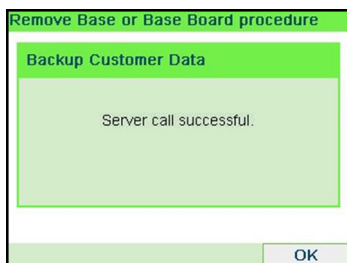 Remove Base or Base Board procedure
Backup Customer Data
Server call successful.
OK